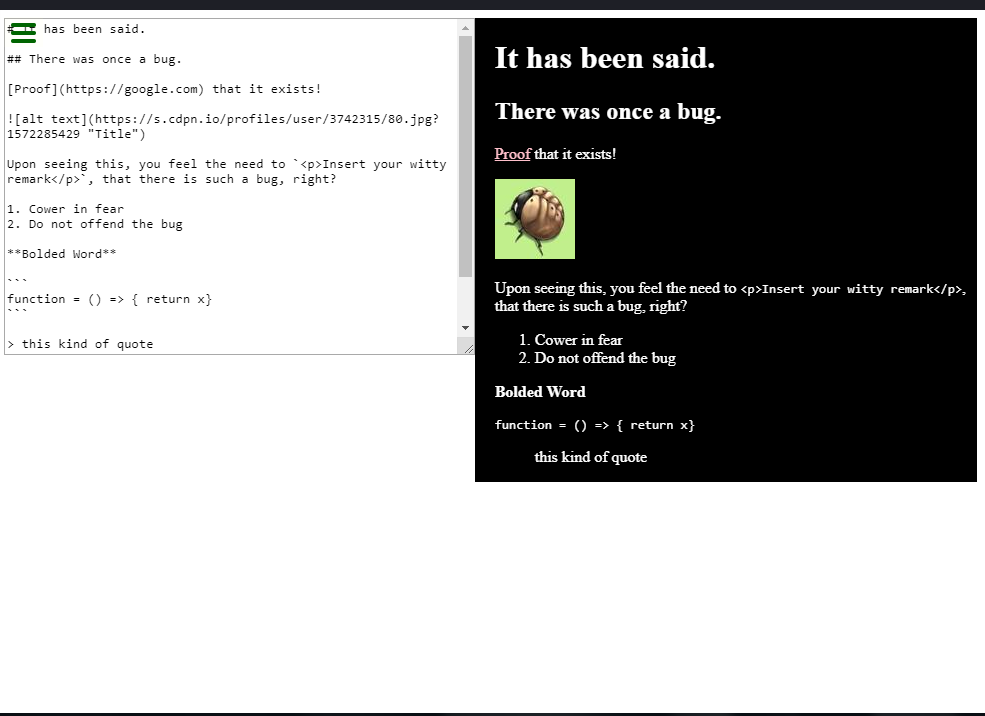 # It has been said.
## There was once a bug.
[Proof](https://google.com) that it exists!
![alt text](https://s.cdpn.io/profiles/user/3742315/80.jpg?
1572285429 "Title")
Upon seeing this, you feel the need to `<p>Insert your witty
remark</p>`, that there is such a bug, right?
1. Cower in fear
2. Do not offend the bug
**Bolded Word**
```
function = () => { return x}
```
> this kind of quote
It has been said.
There was once a bug.
Proof that it exists!
Upon seeing this, you feel the need to <p>Insert your witty remark</p>,
that there is such a bug, right?
1. Cower in fear
2. Do not offend the bug
Bolded Word
function = () => { return x}
this kind of quote